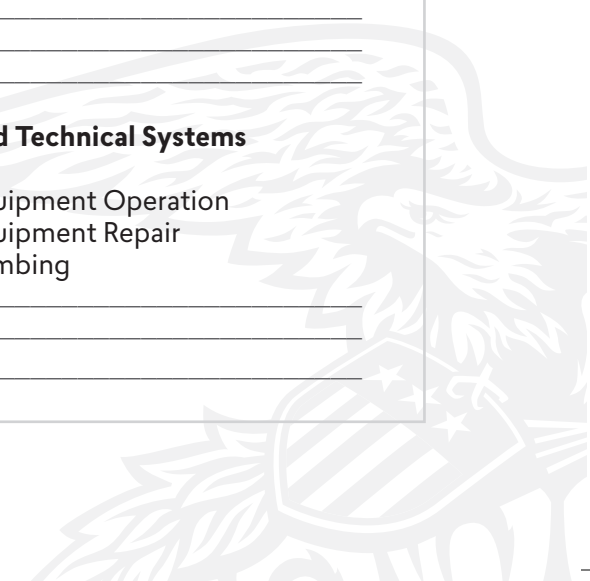 d Technical Systems
uipment Operation
uipment Repair
mbing